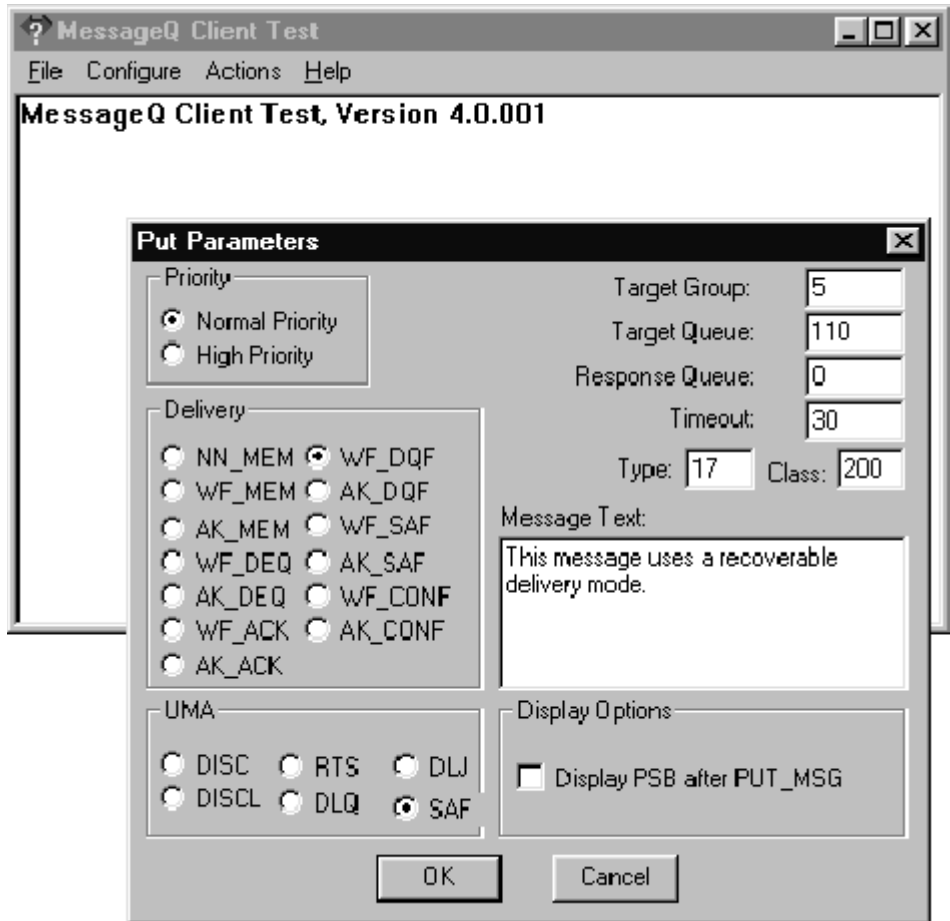 MessageQ Client Test
File Configure Actions Help
MessageQ Client Test, Version 4.0.001
Put Parameters
Priority
Normal Priority
High Priority
Target Group: 5
Target Queue: 110
Response Queue: 0
Timeout: 30
Type: 17 Class: 200
Delivery
NN_MEM WF_DQF
WF_MEM AK_DQF
AK_MEM WF_SAF
WF_DEQ AK_SAF
AK_DEQ WF_CONF
WF_ACK AK_CONF
AK_ACK
Message Text:
This message uses a recoverable
delivery mode.
UMA
DISC RTS DLJ
DISCL DLQ SAF
Display Options
Display PSB after PUT_MSG
OK Cancel